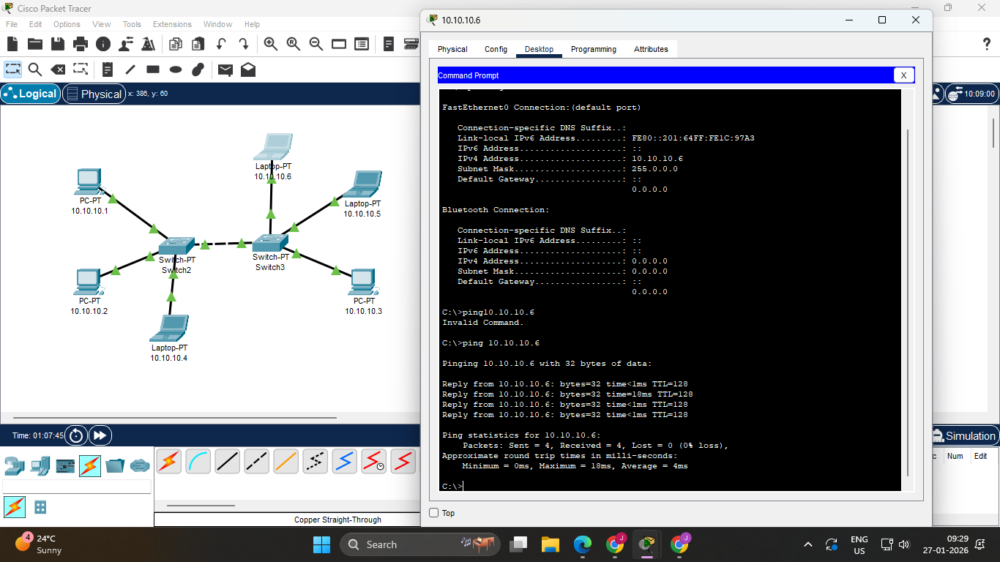 Cisco Packet Tracer
File Edit Options View Tools Extensions Window Help
Logical
Physical
x: 386, y: 60
10:09:00
Laptop-PT
10.10.10.6
PC-PT
10.10.10.1
Laptop-PT
10.10.10.5
Switch-PT
Switch2
Switch-PT
Switch3
PC-PT
10.10.10.2
PC-PT
10.10.10.3
Laptop-PT
10.10.10.4
Time: 01:07:45
Simulation
c Num Edit
Copper Straight-Through
10.10.10.6
Physical Config Desktop Programming Attributes
Command Prompt
X
FastEthernet0 Connection:(default port)
Connection-specific DNS Suffix..:
Link-local IPv6 Address.........: FE80::201:64FF:FE1C:97A3
IPv6 Address....................: ::
IPv4 Address....................: 10.10.10.6
Subnet Mask.....................: 255.0.0.0
Default Gateway.................: ::
0.0.0.0
Bluetooth Connection:
Connection-specific DNS Suffix..:
Link-local IPv6 Address.........: ::
IPv6 Address....................: ::
IPv4 Address....................: 0.0.0.0
Subnet Mask.....................: 0.0.0.0
Default Gateway.................: ::
0.0.0.0
C:\>ping10.10.10.6
Invalid Command.
C:\>ping 10.10.10.6
Pinging 10.10.10.6 with 32 bytes of data:
Reply from 10.10.10.6: bytes=32 time<1ms TTL=128
Reply from 10.10.10.6: bytes=32 time=18ms TTL=128
Reply from 10.10.10.6: bytes=32 time<1ms TTL=128
Reply from 10.10.10.6: bytes=32 time<1ms TTL=128
Ping statistics for 10.10.10.6:
Packets: Sent = 4, Received = 4, Lost = 0 (0% loss),
Approximate round trip times in milli-seconds:
Minimum = 0ms, Maximum = 18ms, Average = 4ms
C:\>
Top
4
24°C
Sunny
Search
J
J
ENG
US
09:29
27-01-2026